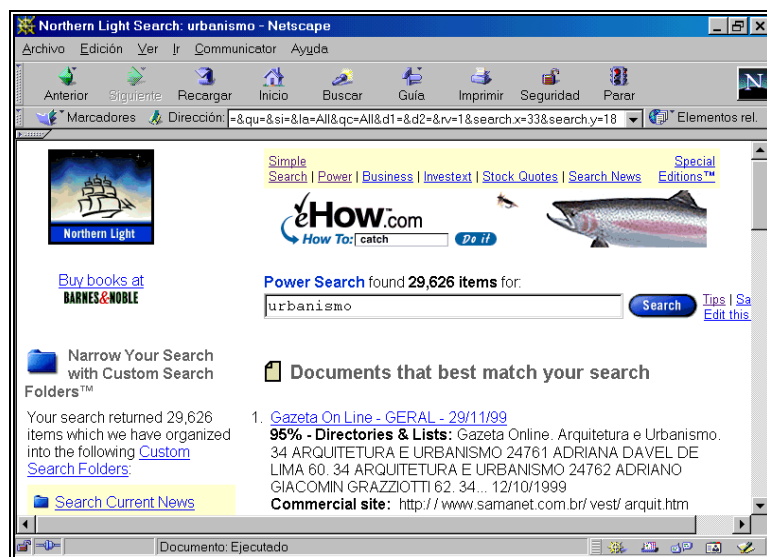 Northern Light Search: urbanismo - Netscape
Archivo Edición Ver Ir Communicator Ayuda
Anterior Siguiente Recargar Inicio Buscar Guía Imprimir Seguridad Parar
N
Marcadores Dirección: =&qu=&si=&la=All&qc=All&d1=&d2=&rv=1&search.x=33&search.y=18 Elementos rel.
Simple Special
Search | Power | Business | Investext | Stock Quotes | Search News Editions™
Northern Light
eHow.com
How To: catch Do it
Buy books at
BARNES&NOBLE
Power Search found 29,626 items for:
urbanismo Search Tips | Sa
Edit this
Narrow Your Search
with Custom Search
Folders™
Your search returned 29,626
items which we have organized
into the following Custom
Search Folders:
Search Current News
Documents that best match your search
1. Gazeta On Line - GERAL - 29/11/99
95% - Directories & Lists: Gazeta Online. Arquitetura e Urbanismo.
34 ARQUITETURA E URBANISMO 24761 ADRIANA DAVEL DE
LIMA 60. 34 ARQUITETURA E URBANISMO 24762 ADRIANO
GIACOMIN GRAZZIOTTI 62. 34... 12/10/1999
Commercial site: http:/ / www.samanet.com.br/ vest/ arquit.htm
Documento: Ejecutado